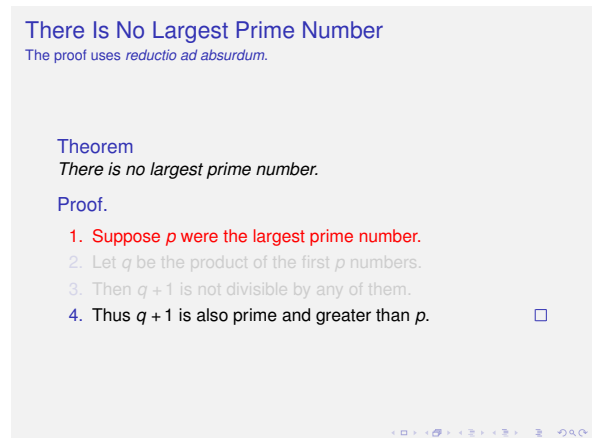 There Is No Largest Prime Number
The proof uses reductio ad absurdum.
Theorem
There is no largest prime number.
Proof.
1. Suppose p were the largest prime number.
2. Let q be the product of the first p numbers.
3. Then q + 1 is not divisible by any of them.
4. Thus q + 1 is also prime and greater than p. □